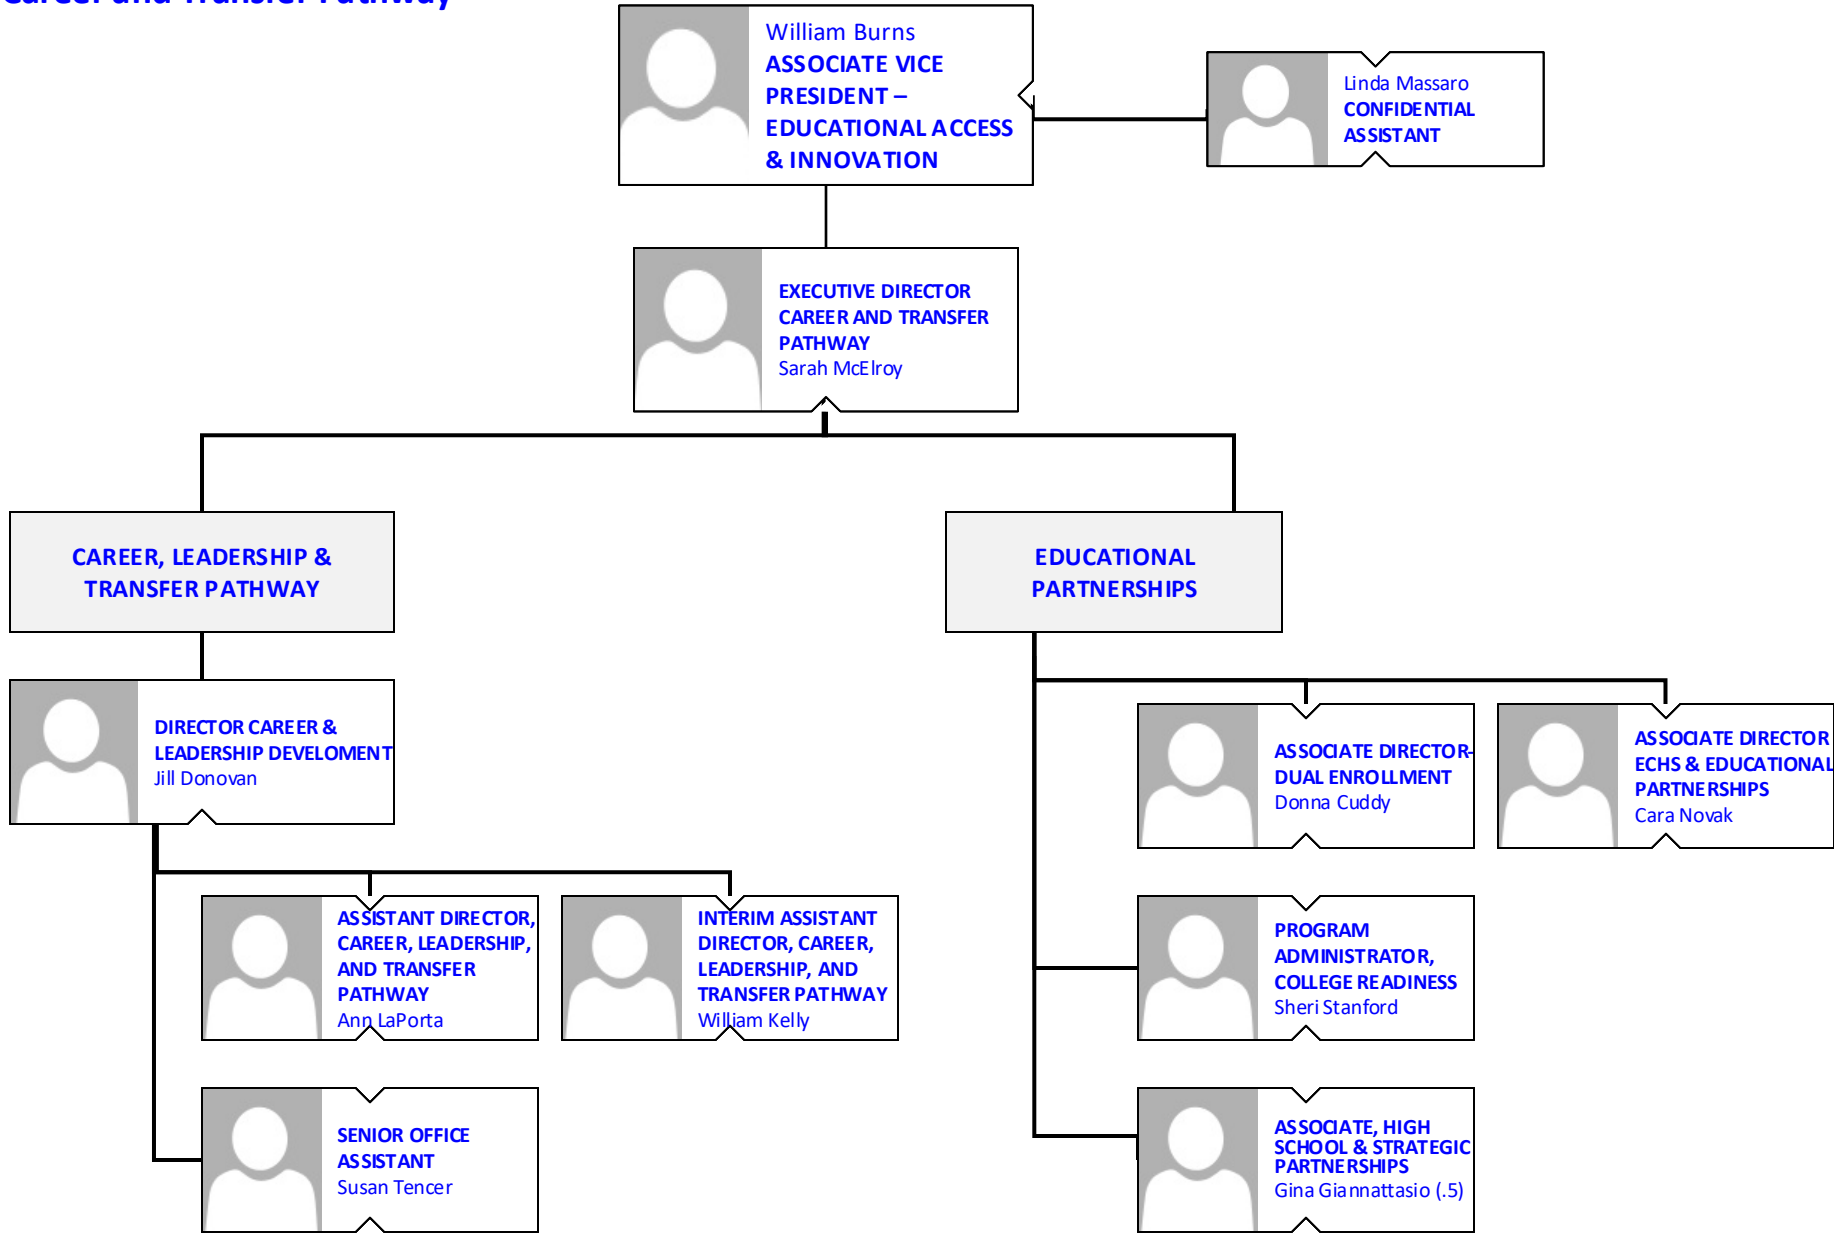 Career and Transfer Pathway
William Burns
ASSOCIATE VICE
PRESIDENT –
EDUCATIONAL ACCESS
& INNOVATION
Linda Massaro
CONFIDENTIAL
ASSISTANT
EXECUTIVE DIRECTOR
CAREER AND TRANSFER
PATHWAY
Sarah McElroy
CAREER, LEADERSHIP &
TRANSFER PATHWAY
EDUCATIONAL
PARTNERSHIPS
DIRECTOR CAREER &
LEADERSHIP DEVELOMENT
Jill Donovan
ASSOCIATE DIRECTOR-
DUAL ENROLLMENT
Donna Cuddy
ASSOCIATE DIRECTOR
ECHS & EDUCATIONAL
PARTNERSHIPS
Cara Novak
ASSISTANT DIRECTOR,
CAREER, LEADERSHIP,
AND TRANSFER
PATHWAY
Ann LaPorta
INTERIM ASSISTANT
DIRECTOR, CAREER,
LEADERSHIP, AND
TRANSFER PATHWAY
William Kelly
PROGRAM
ADMINISTRATOR,
COLLEGE READINESS
Sheri Stanford
SENIOR OFFICE
ASSISTANT
Susan Tencer
ASSOCIATE, HIGH
SCHOOL & STRATEGIC
PARTNERSHIPS
Gina Giannattasio (.5)